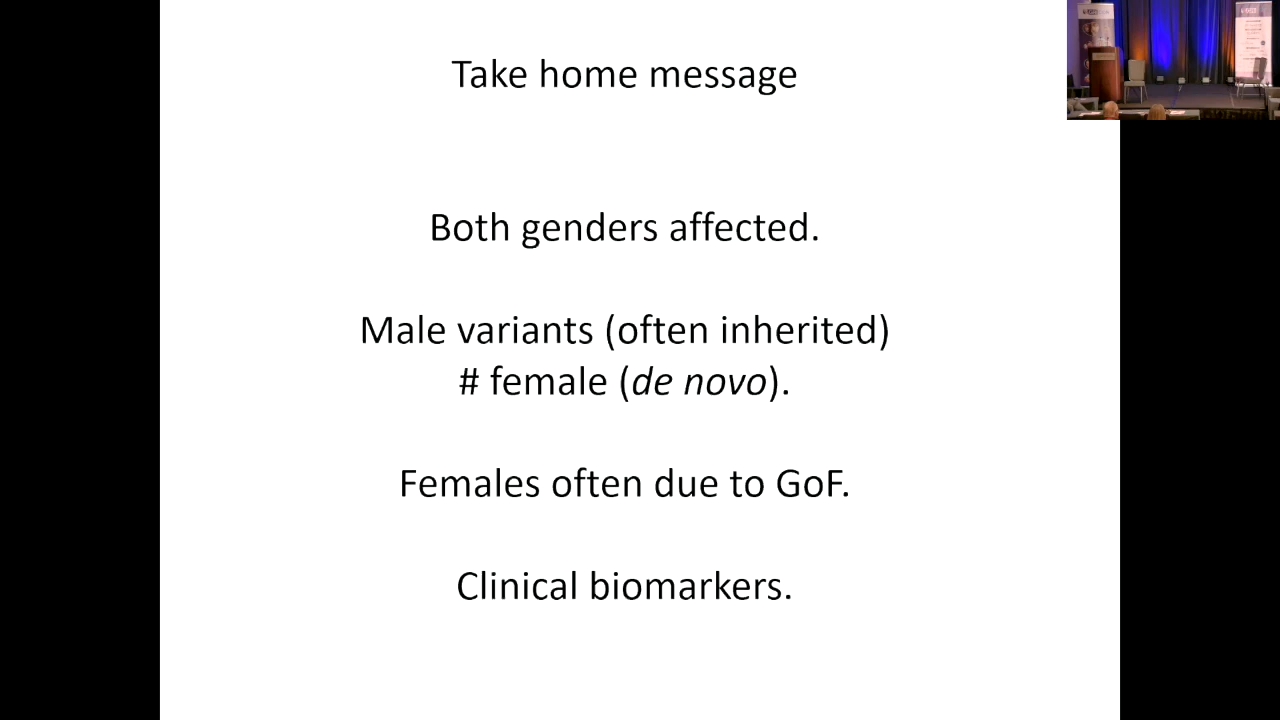 Take home message
Both genders affected.
Male variants (often inherited)
# female (de novo).
Females often due to GoF.
Clinical biomarkers.